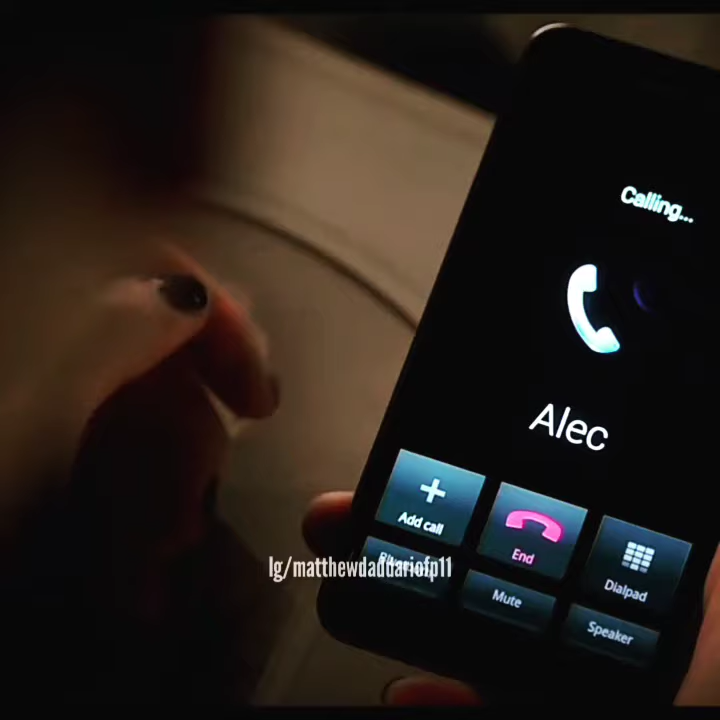 Calling...
Alec
Add call
End
Dialpad
Mute
Speaker
Ig/matthewdaddariofp11